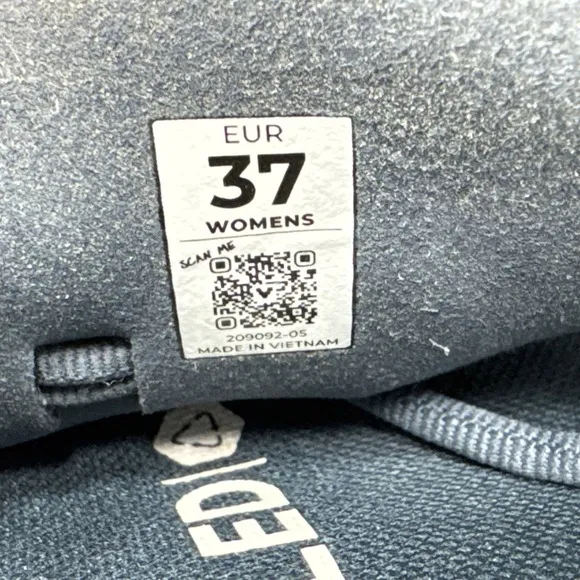 EUR
37
WOMENS
SCAN ME
209092-05
MADE IN VIETNAM